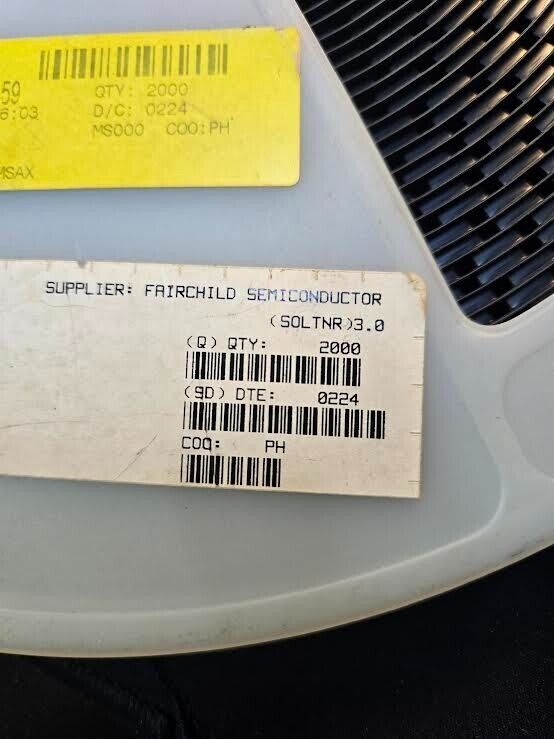 59
QTY: 2000
6:03
D/C: 0224
MS000 COO:PH
MSAX
SUPPLIER: FAIRCHILD SEMICONDUCTOR
(SOLTNR)3.0
(Q) QTY: 2000
(9D) DTE: 0224
COO: PH